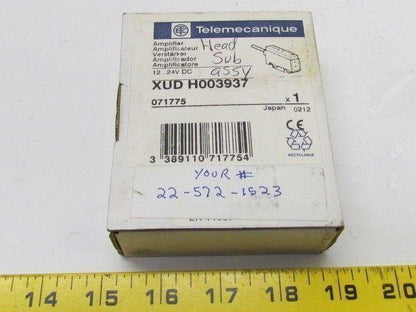 Telemecanique
Amplifier
Amplificateur
Verstärker
Amplificador
Amplificatore
12...24V DC
Head
Sub
assy
XUD H003937
071775
x 1
Japan 0212
CE
3 389110 717754
RECYCLABLE
YOUR #
22-572-1523
14 15 16 17 18 19 20